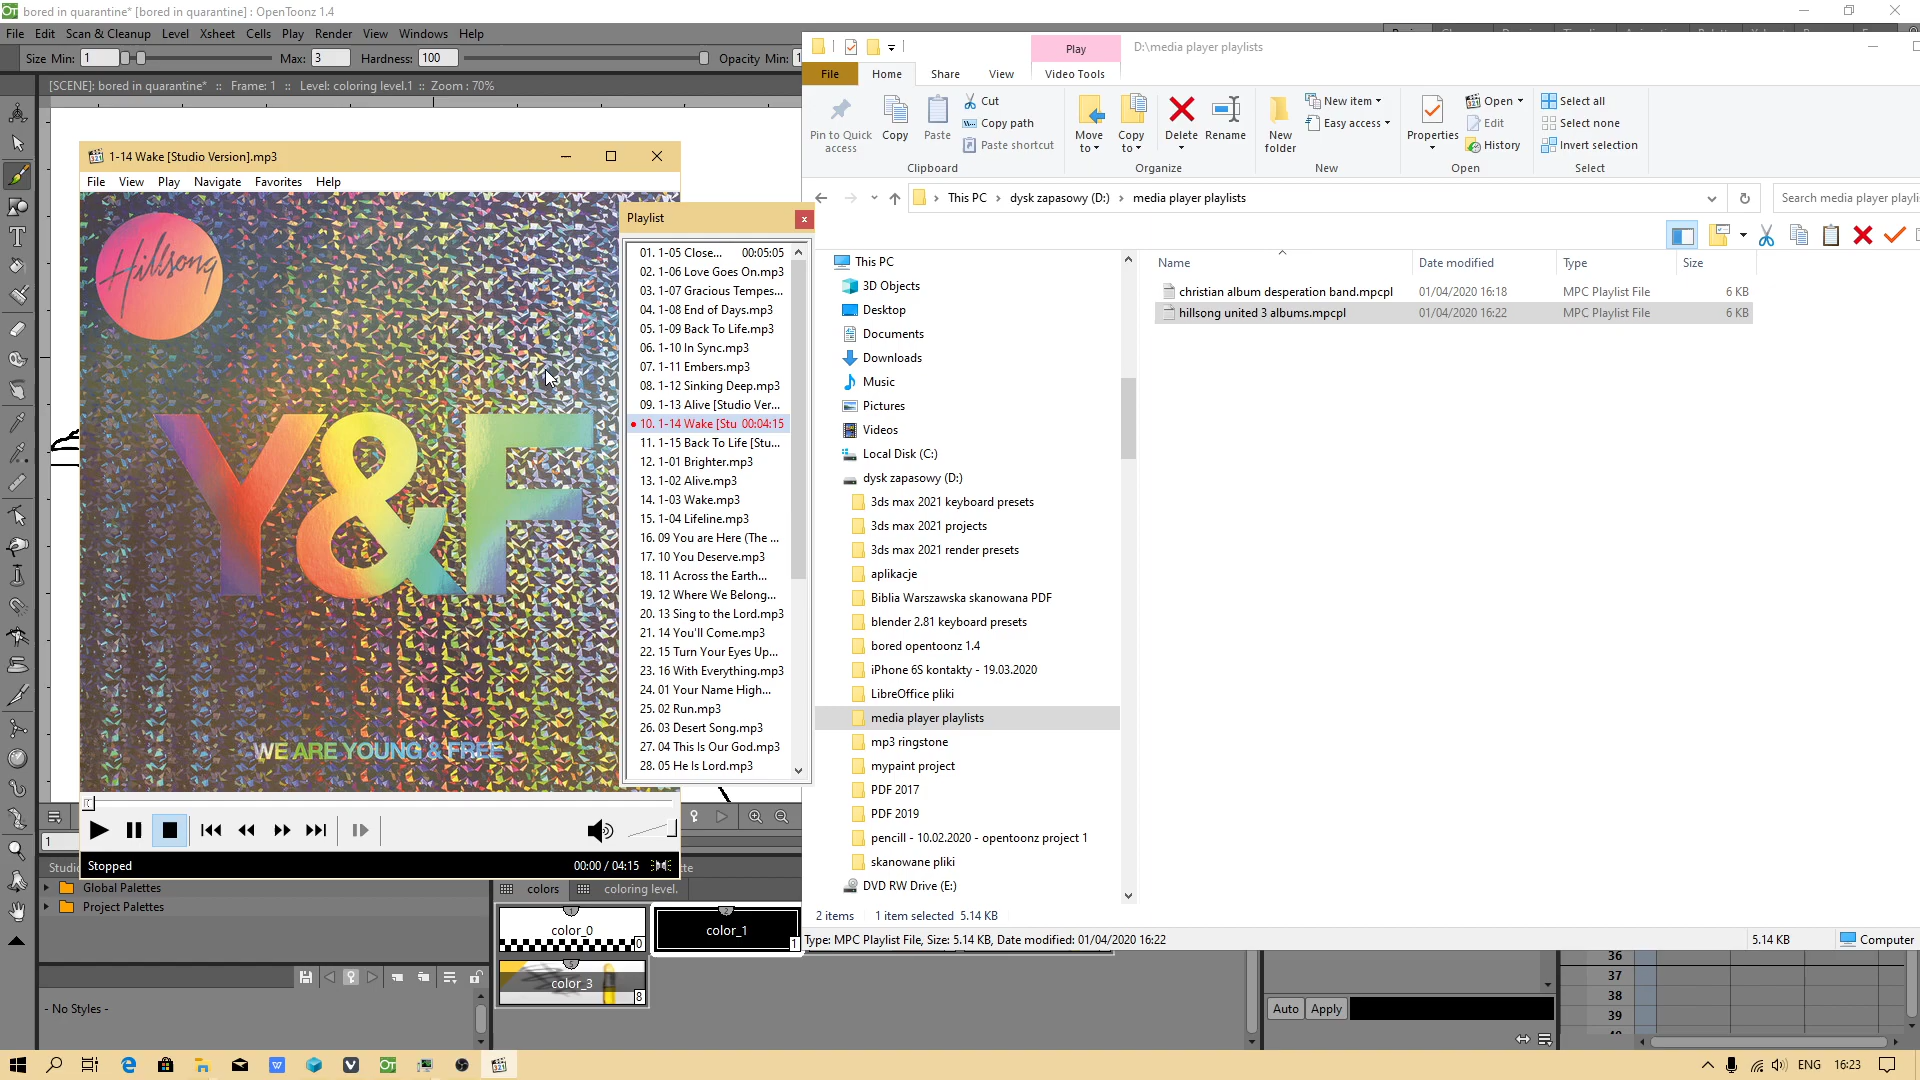 bored in quarantine* [bored in quarantine] : OpenToonz 1.4
File Edit Scan & Cleanup Level Xsheet Cells Play Render View Windows Help
Size Min: 1 Max: 3 Hardness: 100 Opacity Min:
[SCENE]: bored in quarantine* :: Frame: 1 :: Level: coloring level.1 :: Zoom : 70%
1-14 Wake [Studio Version].mp3
File View Play Navigate Favorites Help
Hillsong
Y&F
WE ARE YOUNG & FREE
Stopped
00:00 / 04:15
Playlist
01. 1-05 Close... 00:05:05
02. 1-06 Love Goes On.mp3
03. 1-07 Gracious Tempes...
04. 1-08 End of Days.mp3
05. 1-09 Back To Life.mp3
06. 1-10 In Sync.mp3
07. 1-11 Embers.mp3
08. 1-12 Sinking Deep.mp3
09. 1-13 Alive [Studio Ver...
10. 1-14 Wake [Stu 00:04:15
11. 1-15 Back To Life [Stu...
12. 1-01 Brighter.mp3
13. 1-02 Alive.mp3
14. 1-03 Wake.mp3
15. 1-04 Lifeline.mp3
16. 09 You are Here (The ...
17. 10 You Deserve.mp3
18. 11 Across the Earth...
19. 12 Where We Belong...
20. 13 Sing to the Lord.mp3
21. 14 You'll Come.mp3
22. 15 Turn Your Eyes Up...
23. 16 With Everything.mp3
24. 01 Your Name High...
25. 02 Run.mp3
26. 03 Desert Song.mp3
27. 04 This Is Our God.mp3
28. 05 He Is Lord.mp3
Play
D:\media player playlists
File Home Share View Video Tools
Pin to Quick access
Copy
Paste
Cut
Copy path
Paste shortcut
Clipboard
Move to
Copy to
Delete
Rename
Organize
New folder
New item
Easy access
New
Properties
Open
Edit
History
Open
Select all
Select none
Invert selection
Select
This PC
dysk zapasowy (D:)
media player playlists
Search media player playli
This PC
3D Objects
Desktop
Documents
Downloads
Music
Pictures
Videos
Local Disk (C:)
dysk zapasowy (D:)
3ds max 2021 keyboard presets
3ds max 2021 projects
3ds max 2021 render presets
aplikacje
Biblia Warszawska skanowana PDF
blender 2.81 keyboard presets
bored opentoonz 1.4
iPhone 6S kontakty - 19.03.2020
LibreOffice pliki
media player playlists
mp3 ringstone
mypaint project
PDF 2017
PDF 2019
pencill - 10.02.2020 - opentoonz project 1
skanowane pliki
DVD RW Drive (E:)
Name Date modified Type Size
christian album desperation band.mpcpl 01/04/2020 16:18 MPC Playlist File 6 KB
hillsong united 3 albums.mpcpl 01/04/2020 16:22 MPC Playlist File 6 KB
2 items 1 item selected 5.14 KB
Type: MPC Playlist File, Size: 5.14 KB, Date modified: 01/04/2020 16:22
5.14 KB
Computer
1
Studi
tte
Global Palettes
Project Palettes
- No Styles -
colors
coloring level.
color_0
0
color_1
1
color_3
8
Auto
Apply
36
37
38
39
ENG
16:23